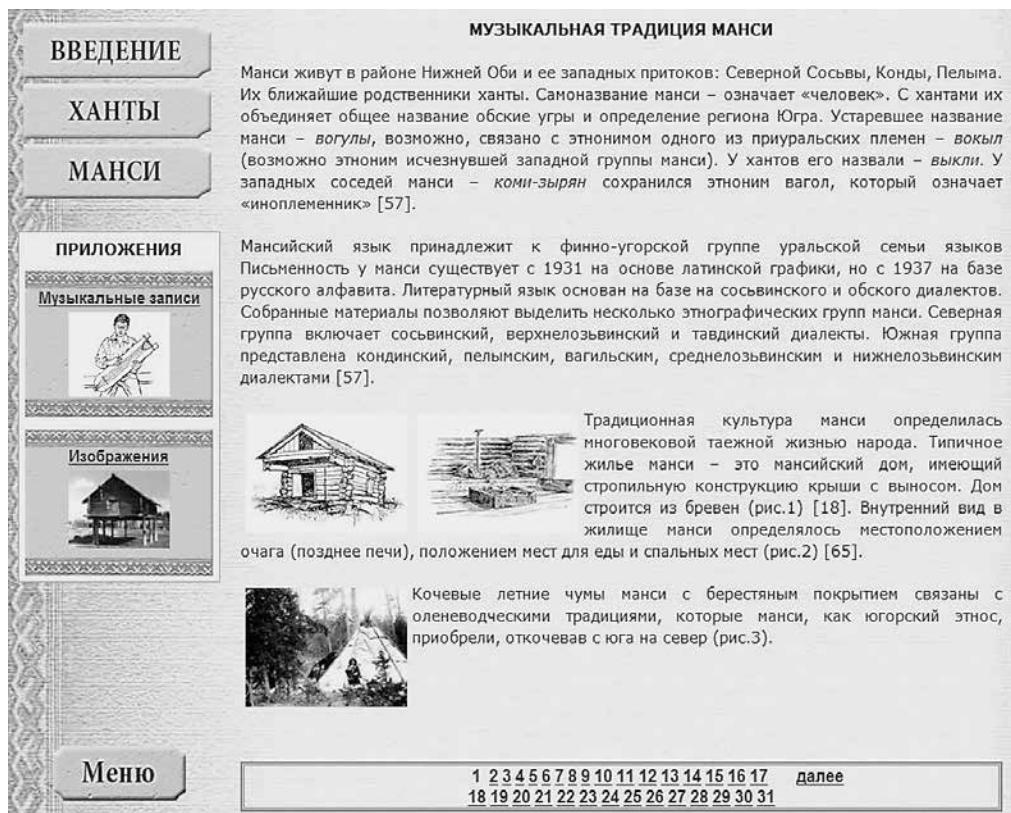 ВВЕДЕНИЕ
ХАНТЫ
МАНСИ
ПРИЛОЖЕНИЯ
Музыкальные записи
Изображения
Меню
МУЗЫКАЛЬНАЯ ТРАДИЦИЯ МАНСИ
Манси живут в районе Нижней Оби и ее западных притоков: Северной Сосьвы, Конды, Пелыма.
Их ближайшие родственники ханты. Самоназвание манси – означает «человек». С хантами их
объединяет общее название обские угры и определение региона Югра. Устаревшее название
манси – вогулы, возможно, связано с этнонимом одного из приуральских племен – вокыл
(возможно этноним исчезнувшей западной группы манси). У хантов его назвали – выкли. У
западных соседей манси – коми-зырян сохранился этноним вагол, который означает
«иноплеменник» [57].
Мансийский язык принадлежит к финно-угорской группе уральской семьи языков
Письменность у манси существует с 1931 на основе латинской графики, но с 1937 на базе
русского алфавита. Литературный язык основан на базе на сосьвинского и обского диалектов.
Собранные материалы позволяют выделить несколько этнографических групп манси. Северная
группа включает сосьвинский, верхнелозьвинский и тавдинский диалекты. Южная группа
представлена кондинский, пелымским, вагильским, среднелозьвинским и нижнелозьвинским
диалектами [57].
Традиционная культура манси определилась
многовековой таежной жизнью народа. Типичное
жилье манси – это мансийский дом, имеющий
стропильную конструкцию крыши с выносом. Дом
строится из бревен (рис.1) [18]. Внутренний вид в
жилище манси определялось местоположением
очага (позднее печи), положением мест для еды и спальных мест (рис.2) [65].
Кочевые летние чумы манси с берестяным покрытием связаны с
оленеводческими традициями, которые манси, как югорский этнос,
приобрели, откочевав с юга на север (рис.3).
1 2 3 4 5 6 7 8 9 10 11 12 13 14 15 16 17 далее
18 19 20 21 22 23 24 25 26 27 28 29 30 31